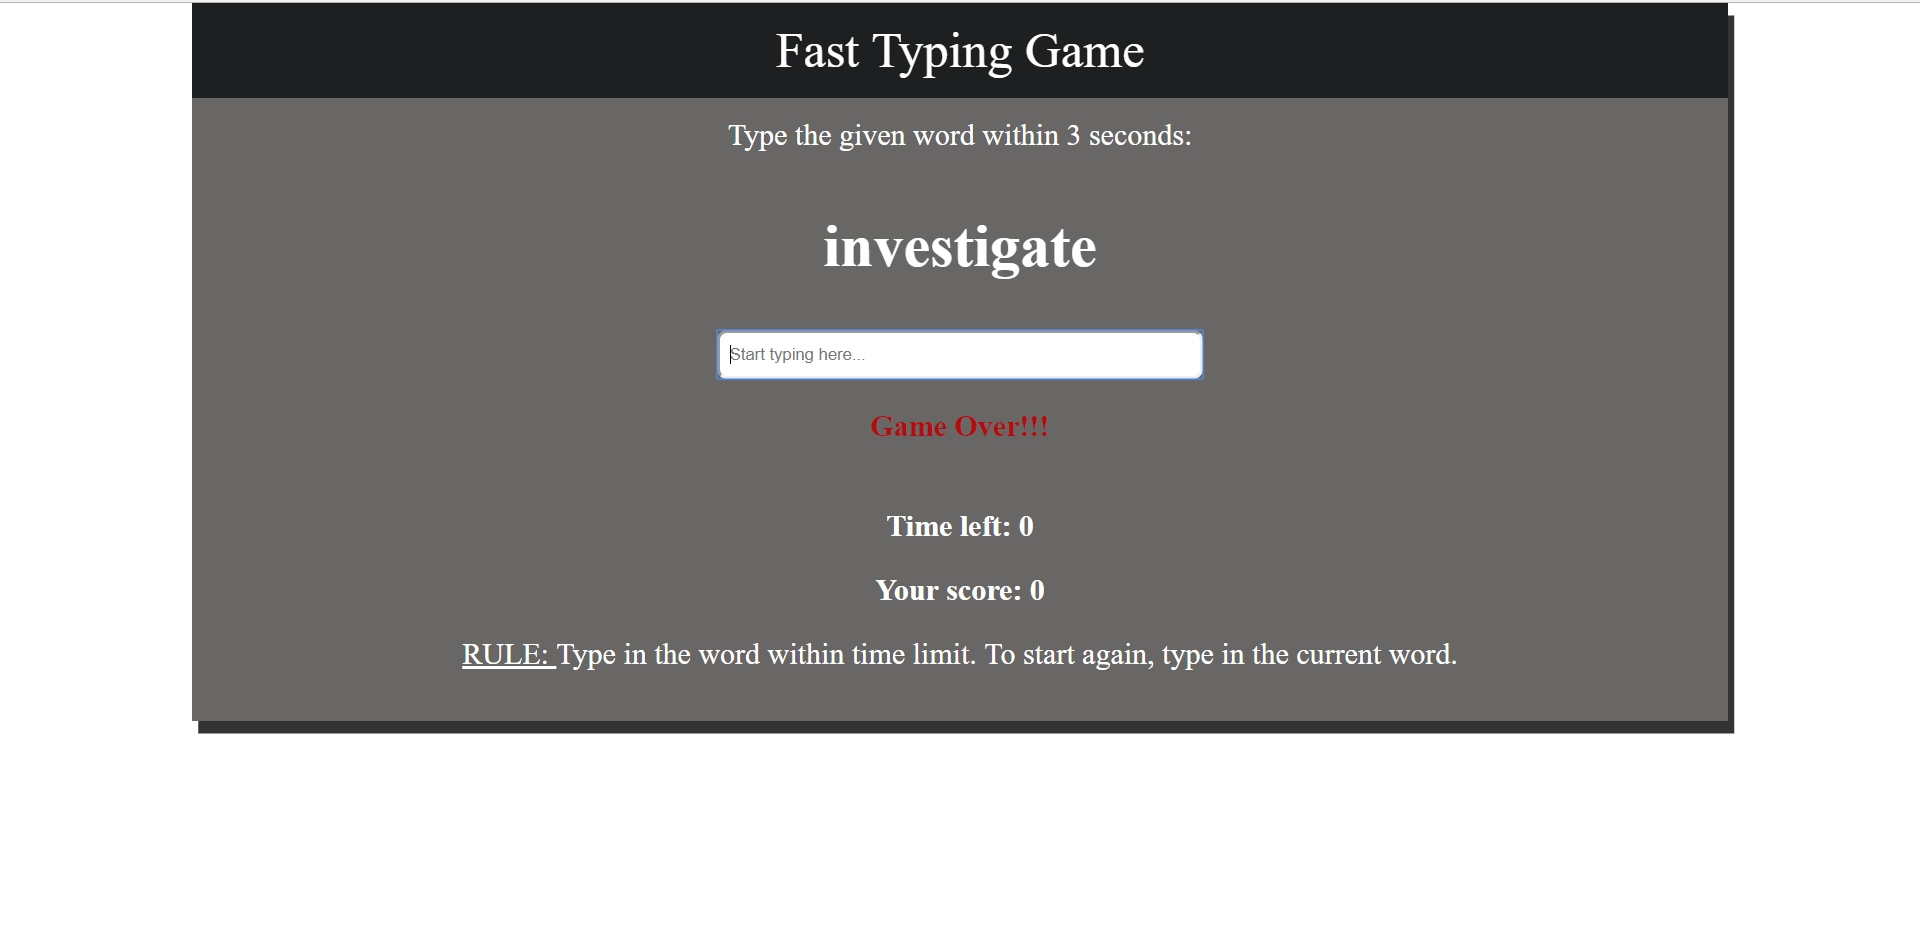 Fast Typing Game
Type the given word within 3 seconds:
investigate
Start typing here...
Game Over!!!
Time left: 0
Your score: 0
RULE: Type in the word within time limit. To start again, type in the current word.